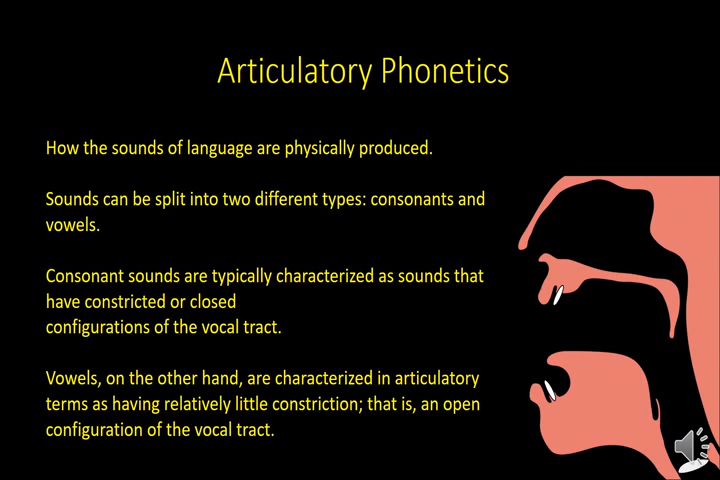 Articulatory Phonetics
How the sounds of language are physically produced.
Sounds can be split into two different types: consonants and
vowels.
Consonant sounds are typically characterized as sounds that
have constricted or closed
configurations of the vocal tract.
Vowels, on the other hand, are characterized in articulatory
terms as having relatively little constriction; that is, an open
configuration of the vocal tract.